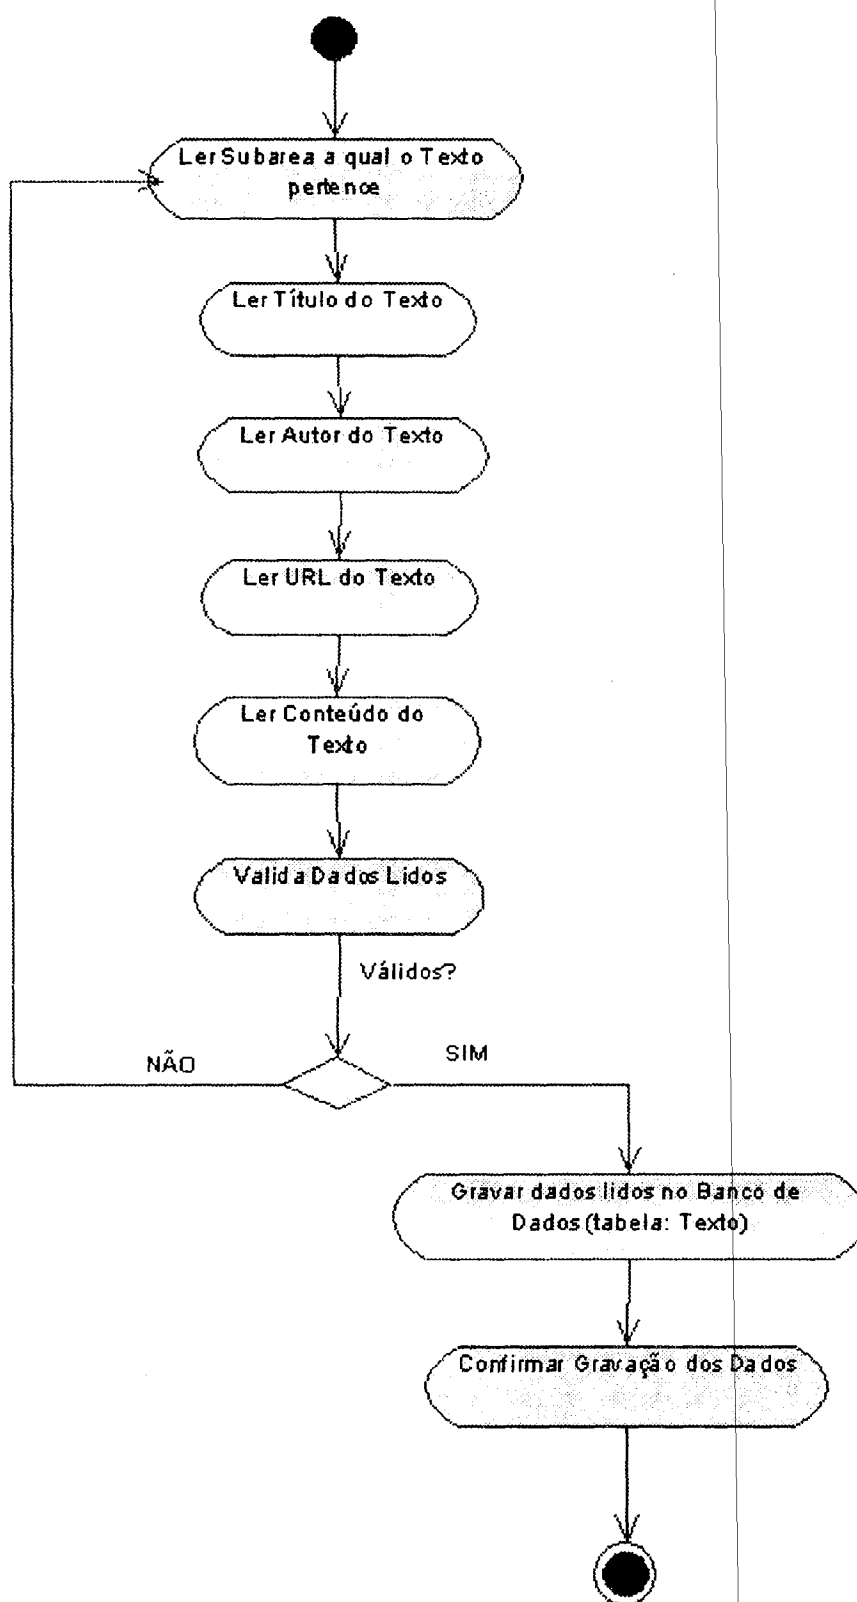 Ler Subarea a qual o Texto
pertence
Ler Título do Texto
Ler Autor do Texto
Ler URL do Texto
Ler Conteúdo do
Texto
Valida Dados Lidos
Válidos?
NÃO
SIM
Gravar dados lidos no Banco de
Dados (tabela: Texto)
Confirmar Gravação dos Dados